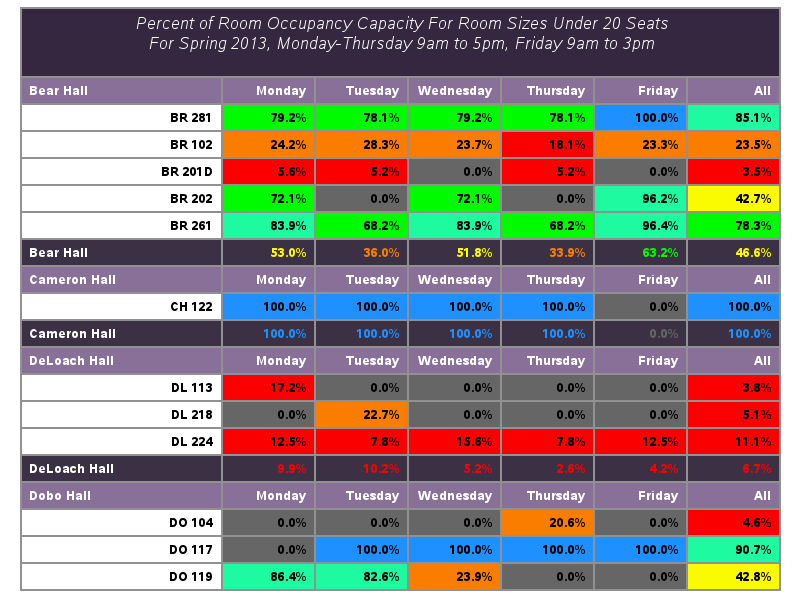 Percent of Room Occupancy Capacity For Room Sizes Under 20 Seats
For Spring 2013, Monday-Thursday 9am to 5pm, Friday 9am to 3pm
Bear Hall Monday Tuesday Wednesday Thursday Friday All
BR 281 79.2% 78.1% 79.2% 78.1% 100.0% 85.1%
BR 102 24.2% 28.3% 23.7% 18.1% 23.3% 23.5%
BR 201D 5.6% 5.2% 0.0% 5.2% 0.0% 3.5%
BR 202 72.1% 0.0% 72.1% 0.0% 96.2% 42.7%
BR 261 83.9% 68.2% 83.9% 68.2% 96.4% 78.3%
Bear Hall 53.0% 36.0% 51.8% 33.9% 63.2% 46.6%
Cameron Hall Monday Tuesday Wednesday Thursday Friday All
CH 122 100.0% 100.0% 100.0% 100.0% 0.0% 100.0%
Cameron Hall 100.0% 100.0% 100.0% 100.0% 0.0% 100.0%
DeLoach Hall Monday Tuesday Wednesday Thursday Friday All
DL 113 17.2% 0.0% 0.0% 0.0% 0.0% 3.8%
DL 218 0.0% 22.7% 0.0% 0.0% 0.0% 5.1%
DL 224 12.5% 7.8% 15.6% 7.8% 12.5% 11.1%
DeLoach Hall 9.9% 10.2% 5.2% 2.6% 4.2% 6.7%
Dobo Hall Monday Tuesday Wednesday Thursday Friday All
DO 104 0.0% 0.0% 0.0% 20.6% 0.0% 4.6%
DO 117 0.0% 100.0% 100.0% 100.0% 100.0% 90.7%
DO 119 86.4% 82.6% 23.9% 0.0% 0.0% 42.8%